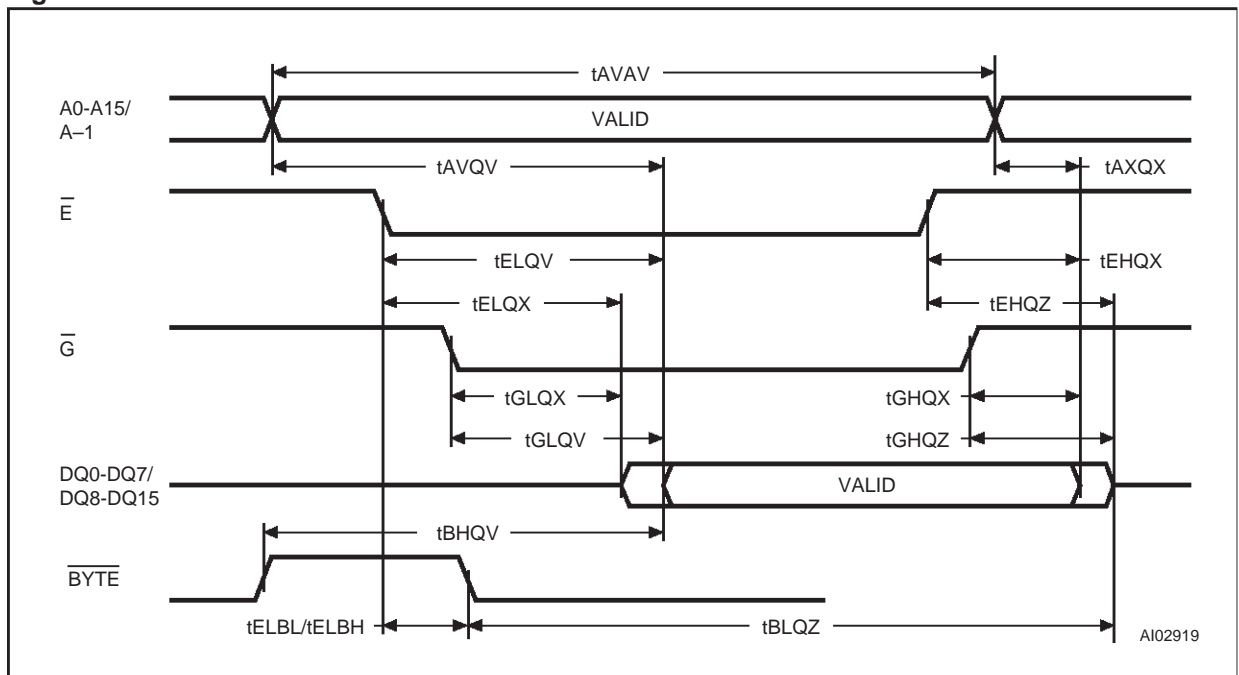 tAVAV
A0-A15/
A–1
VALID
tAVQV
tAXQX
E
tELQV
tEHQX
tELQX
tEHQZ
G
tGLQX
tGHQX
tGLQV
tGHQZ
DQ0-DQ7/
DQ8-DQ15
VALID
tBHQV
BYTE
tELBL/tELBH
tBLQZ
AI02919